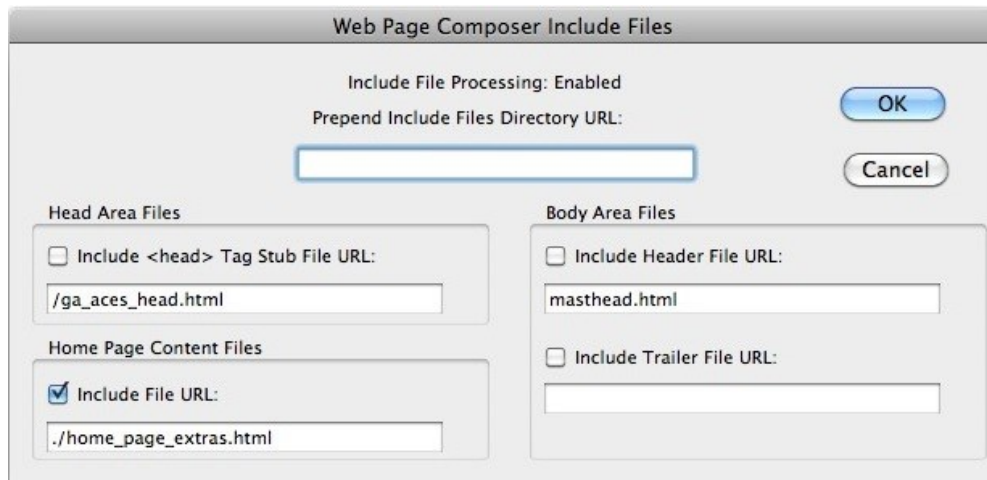 Web Page Composer Include Files
Include File Processing: Enabled
Prepend Include Files Directory URL:
OK
Cancel
Head Area Files
Include <head> Tag Stub File URL:
/ga_aces_head.html
Home Page Content Files
Include File URL:
./home_page_extras.html
Body Area Files
Include Header File URL:
masthead.html
Include Trailer File URL: